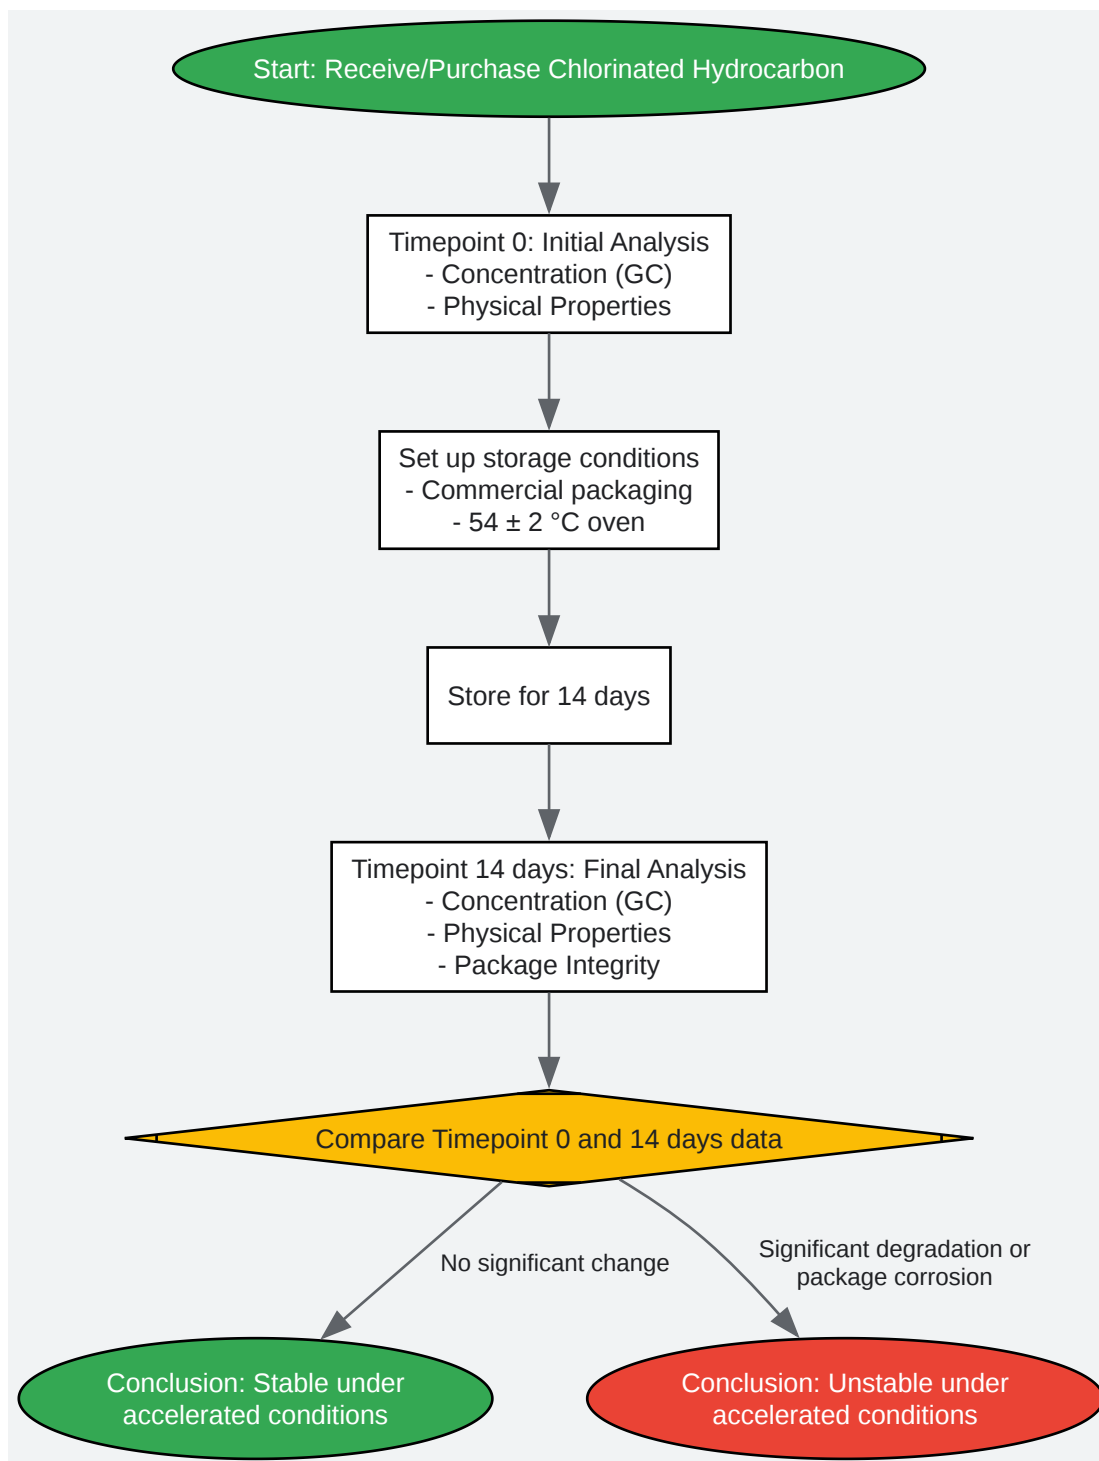 Start: Receive/Purchase Chlorinated Hydrocarbon
Timepoint 0: Initial Analysis
- Concentration (GC)
- Physical Properties
Set up storage conditions
- Commercial packaging
- 54 ± 2 °C oven
Store for 14 days
Timepoint 14 days: Final Analysis
- Concentration (GC)
- Physical Properties
- Package Integrity
Compare Timepoint 0 and 14 days data
No significant change
Significant degradation or
package corrosion
Conclusion: Stable under
accelerated conditions
Conclusion: Unstable under
accelerated conditions